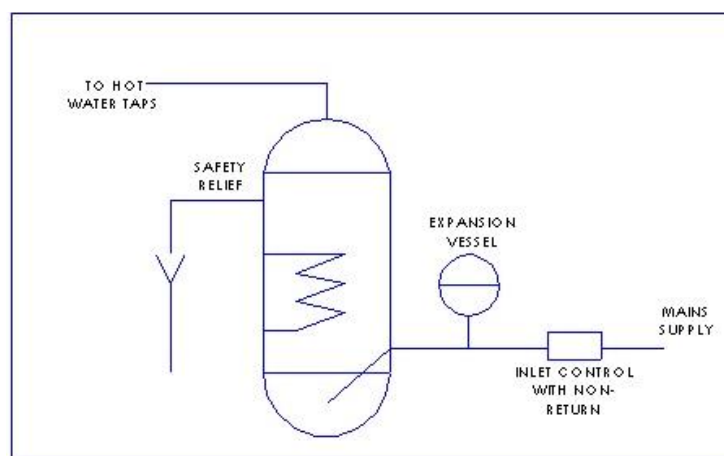 TO HOT
WATER TAPS
SAFETY
RELIEF
EXPANSION
VESSEL
MAINS
SUPPLY
INLET CONTROL
WITH NON-
RETURN